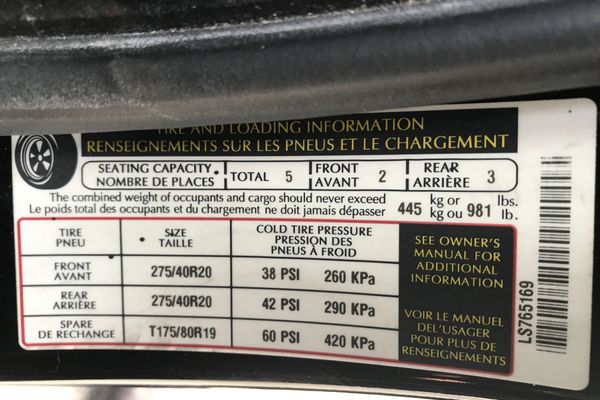 TIRE AND LOADING INFORMATION
RENSEIGNEMENTS SUR LES PNEUS ET LE CHARGEMENT
SEATING CAPACITY TOTAL 5 FRONT 2 REAR 3
NOMBRE DE PLACES AVANT ARRIÈRE
The combined weight of occupants and cargo should never exceed 445 kg or 981 lbs.
Le poids total des occupants et du chargement ne doit jamais dépasser kg ou lb.
TIRE SIZE COLD TIRE PRESSURE
PNEU TAILLE PRESSION DES
PNEUS À FROID
FRONT 275/40R20 38 PSI 260 KPa
AVANT
REAR 275/40R20 42 PSI 290 KPa
ARRIÈRE
SPARE T175/80R19 60 PSI 420 KPa
DE RECHANGE
SEE OWNER'S
MANUAL FOR
ADDITIONAL
INFORMATION
VOIR LE MANUEL
DEL'USAGER
POUR PLUS DE
RENSEIGNEMENTS
LS765169